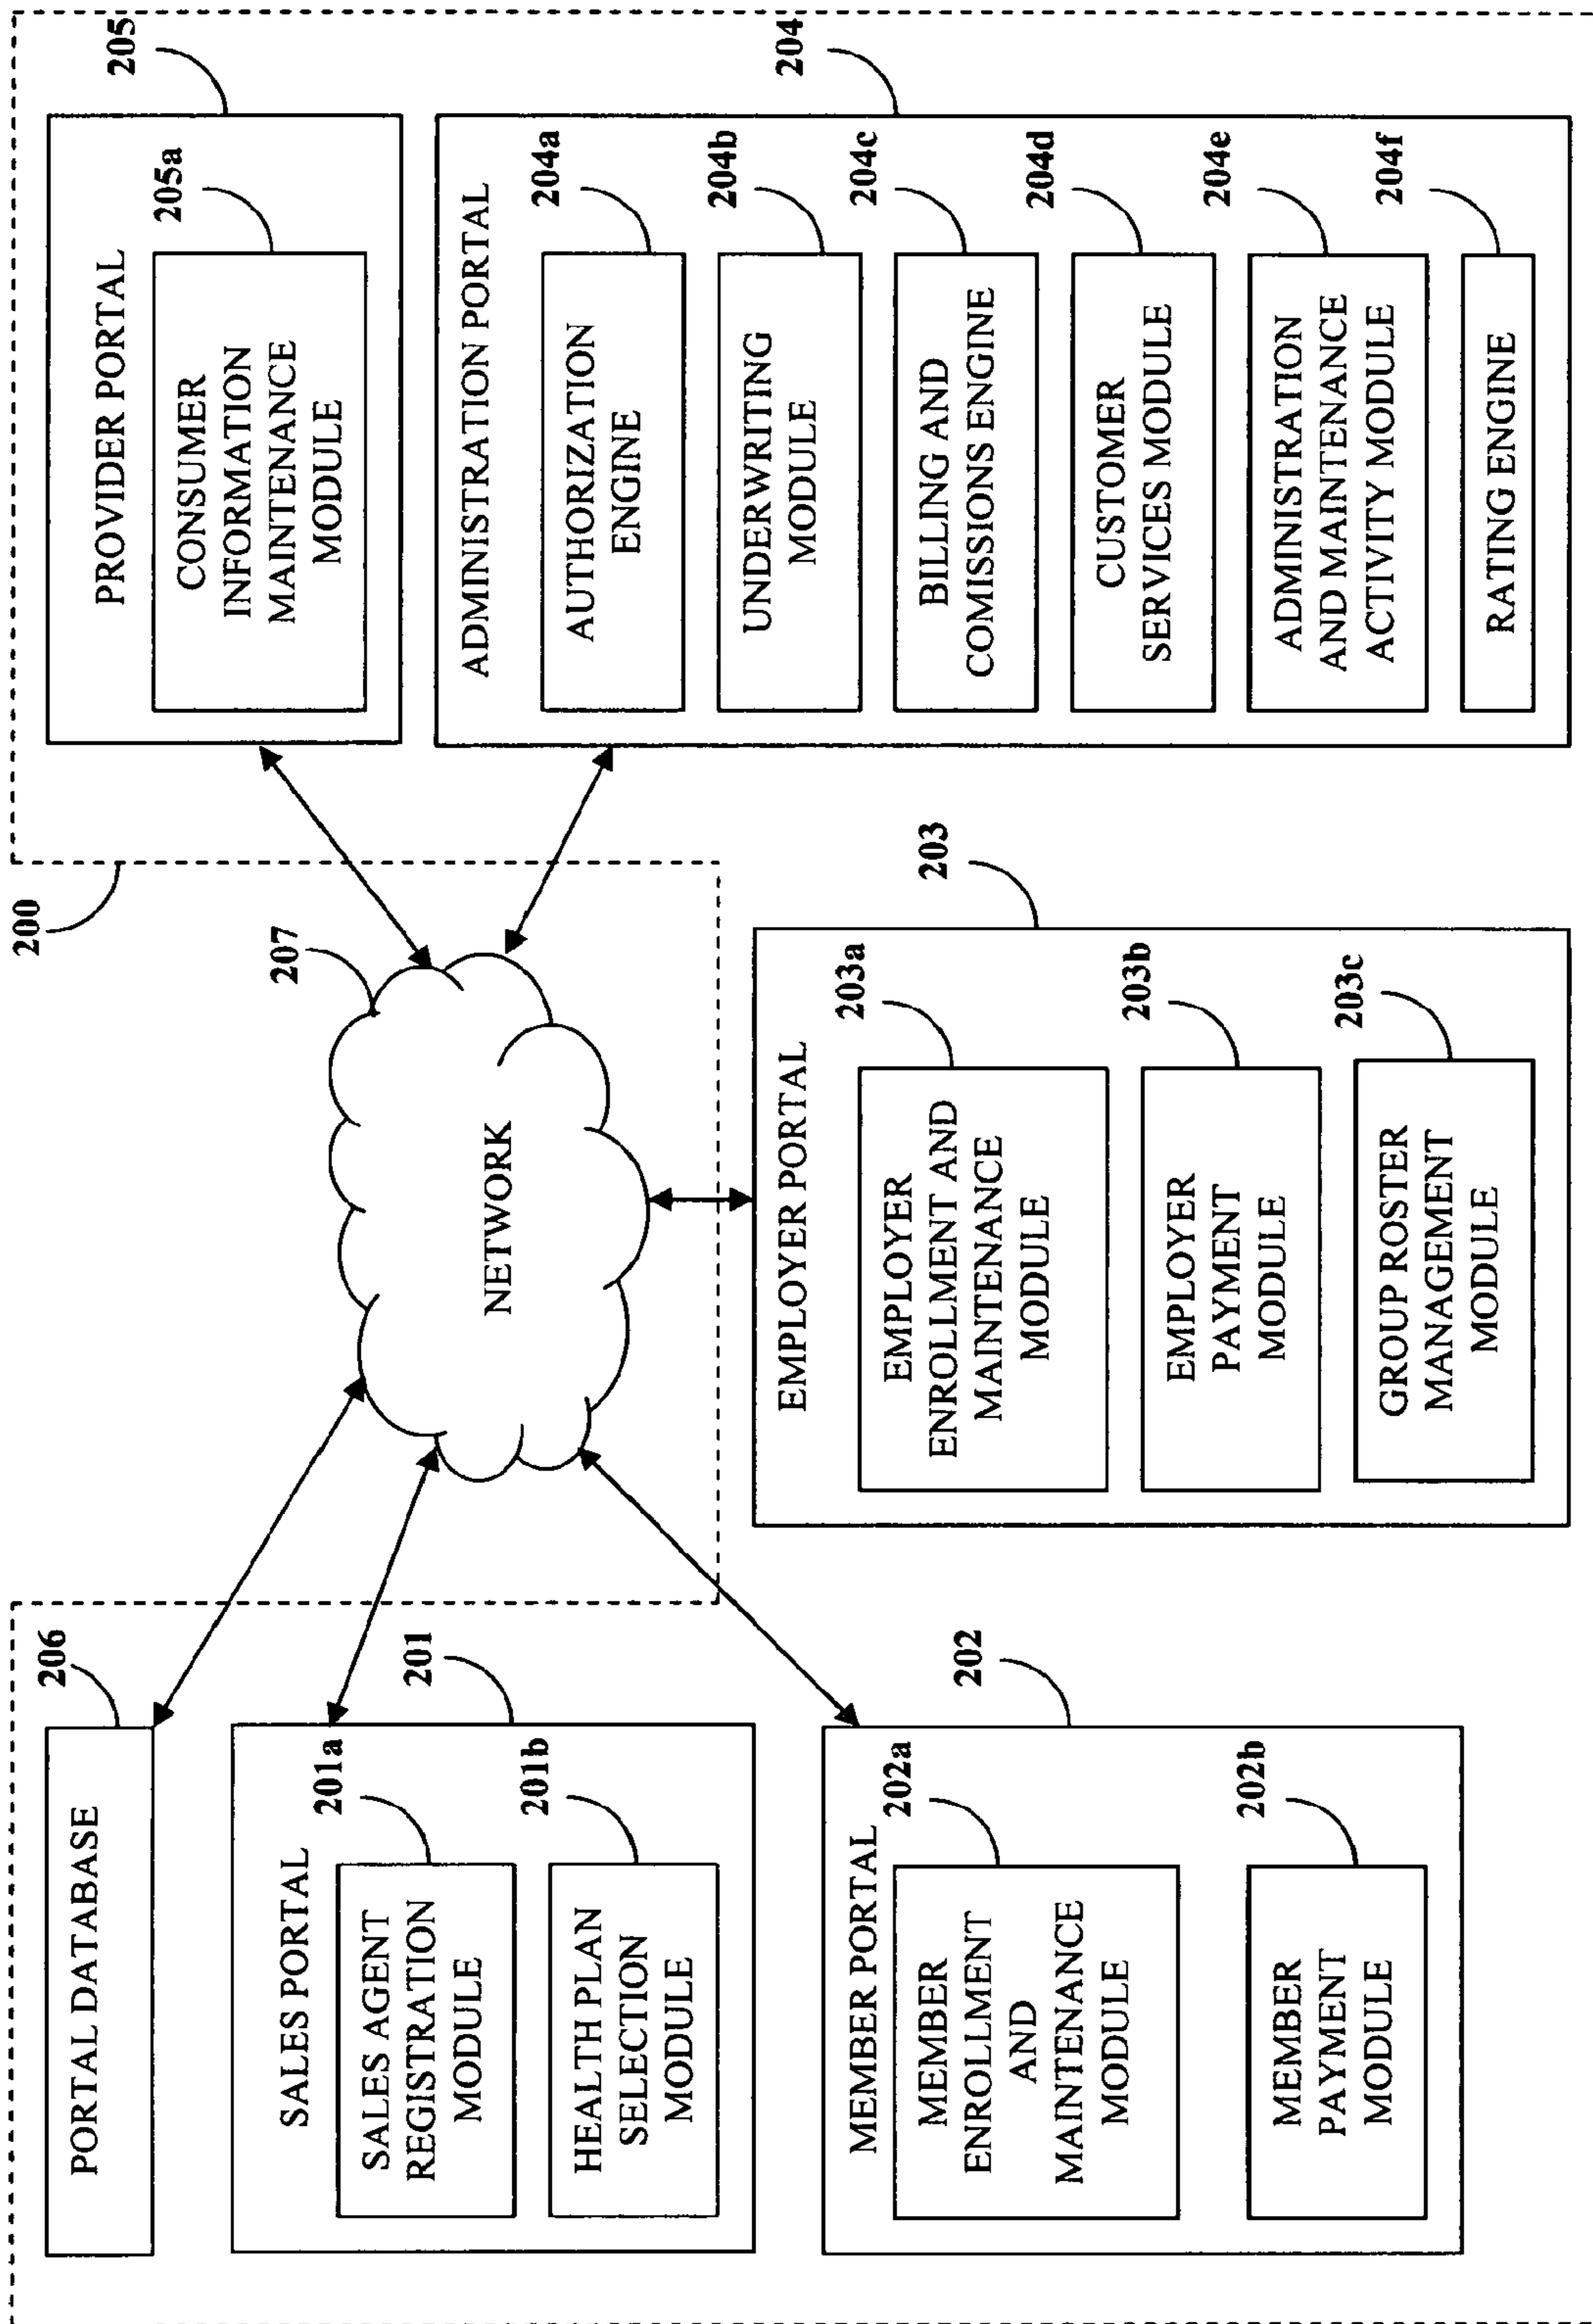 200
206
PORTAL DATABASE
201
SALES PORTAL
201a
SALES AGENT
REGISTRATION
MODULE
201b
HEALTH PLAN
SELECTION
MODULE
202
MEMBER PORTAL
202a
MEMBER
ENROLLMENT
AND
MAINTENANCE
MODULE
202b
MEMBER
PAYMENT
MODULE
207
NETWORK
203
EMPLOYER PORTAL
203a
EMPLOYER
ENROLLMENT AND
MAINTENANCE
MODULE
203b
EMPLOYER
PAYMENT
MODULE
203c
GROUP ROSTER
MANAGEMENT
MODULE
205
PROVIDER PORTAL
205a
CONSUMER
INFORMATION
MAINTENANCE
MODULE
204
ADMINISTRATION PORTAL
204a
AUTHORIZATION
ENGINE
204b
UNDERWRITING
MODULE
204c
BILLING AND
COMISSIONS ENGINE
204d
CUSTOMER
SERVICES MODULE
204e
ADMINISTRATION
AND MAINTENANCE
ACTIVITY MODULE
204f
RATING ENGINE